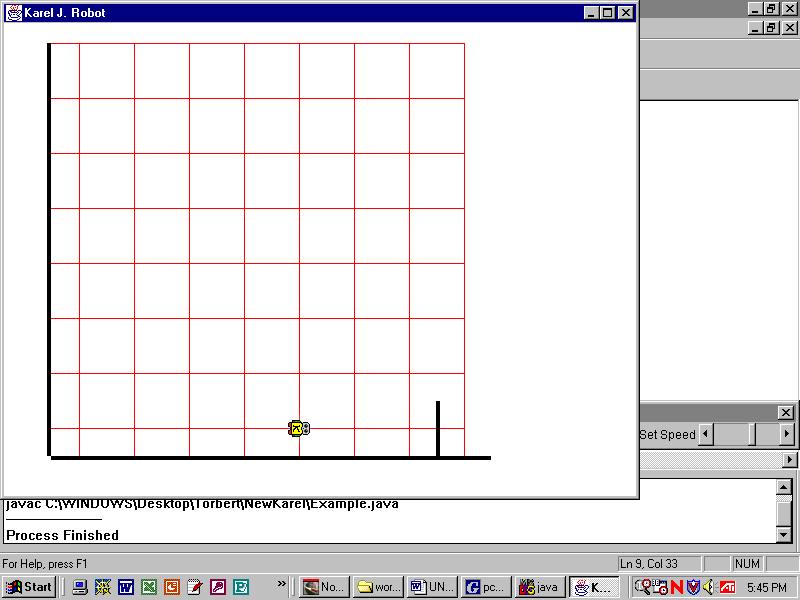 Karel J. Robot
Set Speed
javac C:\WINDOWS\Desktop\Torbert\NewKarel\Example.java
Process Finished
For Help, press F1
Ln 9, Col 33
NUM
Start
»
No...
wor...
UN...
pc...
java
K...
5:45 PM